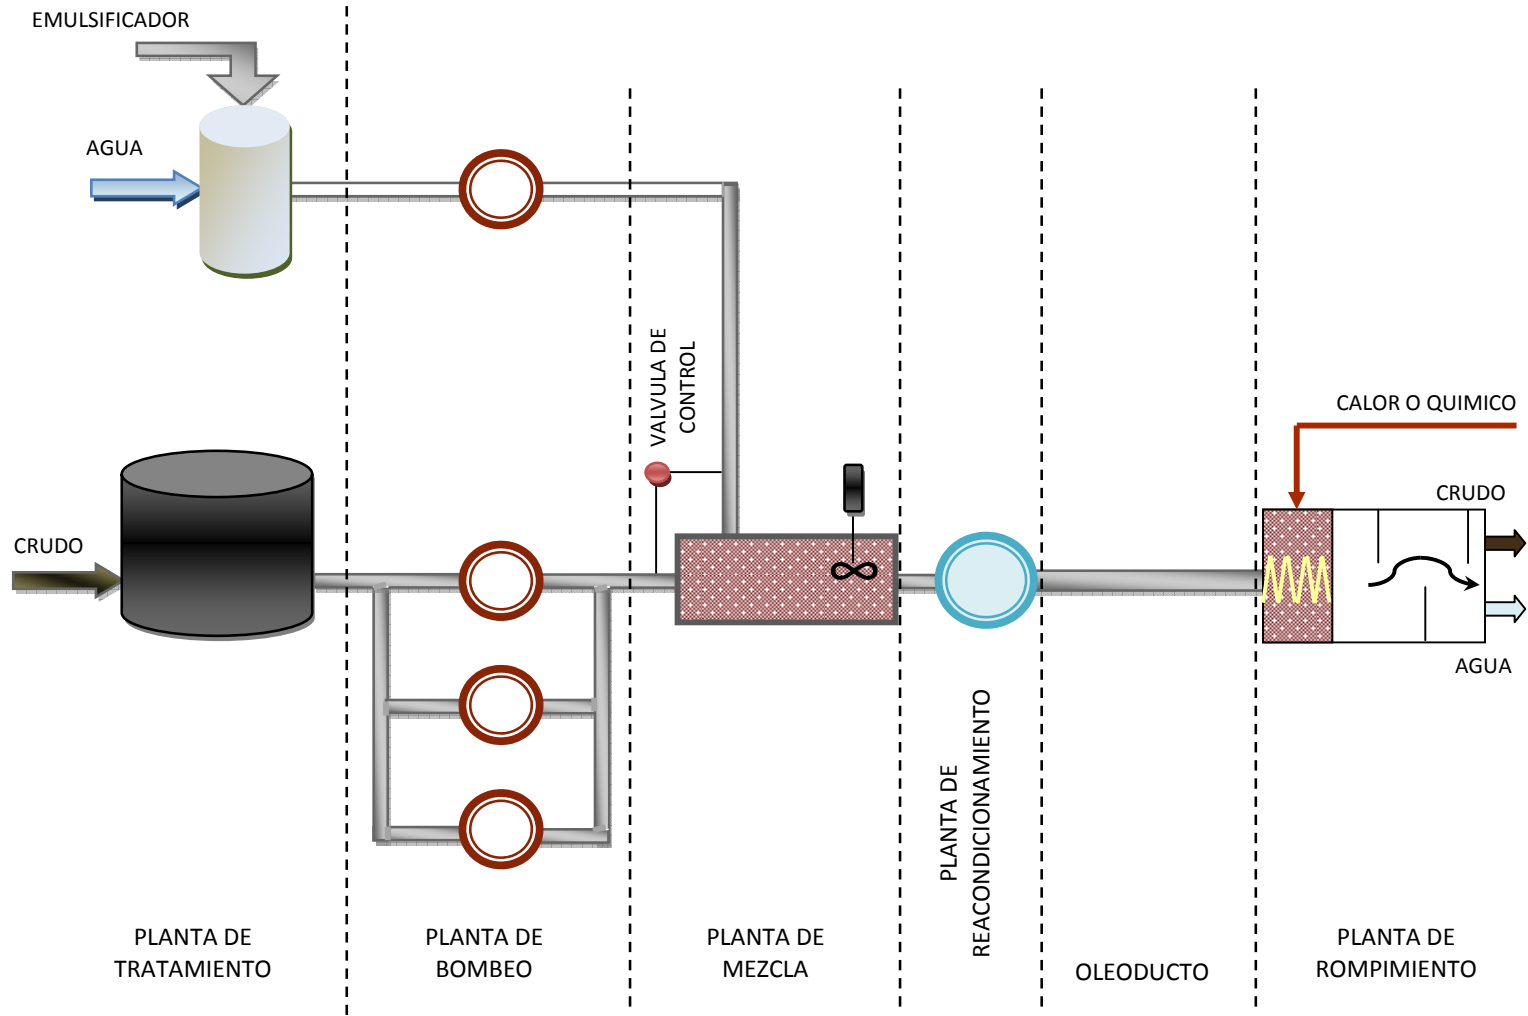 EMULSIFICADOR
AGUA
VALVULA DE
CONTROL
CALOR O QUIMICO
CRUDO
CRUDO
AGUA
PLANTA DE
REACONDICIONAMIENTO
PLANTA DE
TRATAMIENTO
PLANTA DE
BOMBEO
PLANTA DE
MEZCLA
OLEODUCTO
PLANTA DE
ROMPIMIENTO